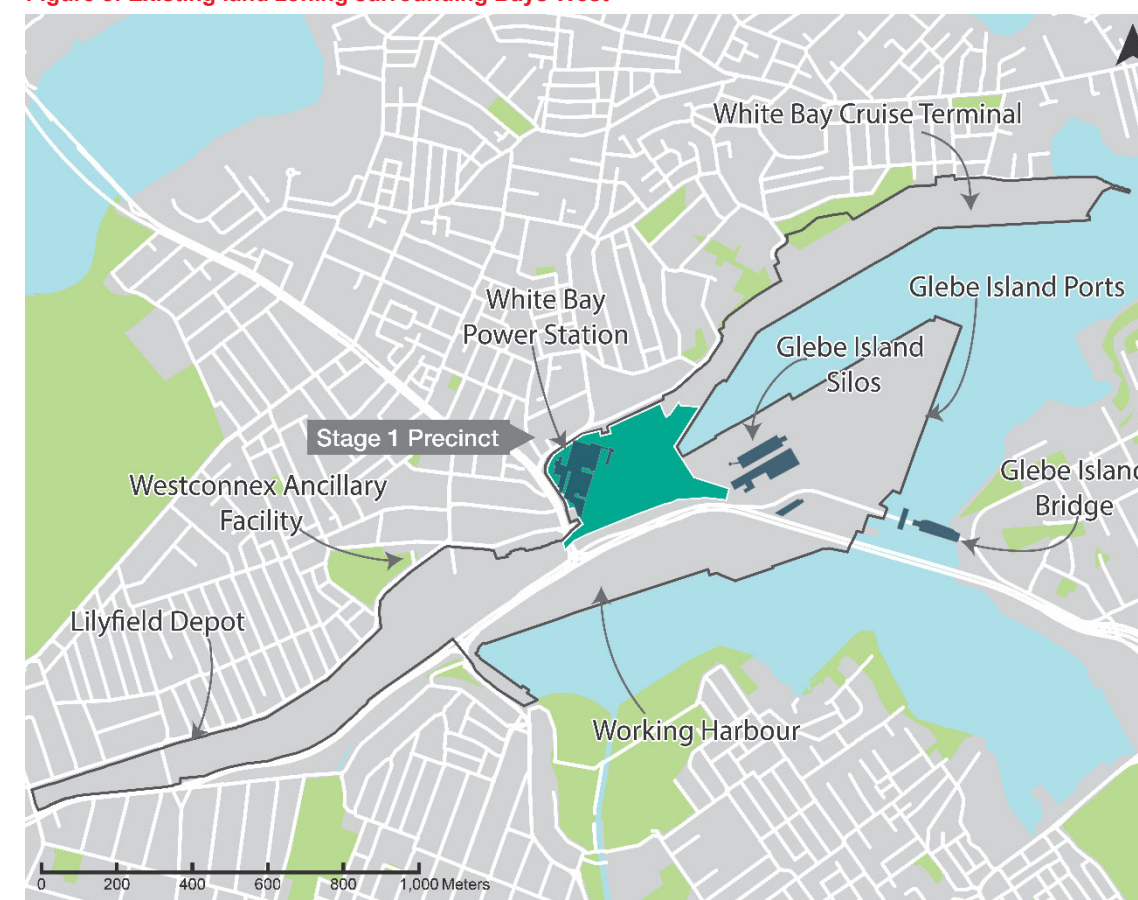 White Bay Cruise Terminal
Glebe Island Ports
White Bay
Power Station
Glebe Island
Silos
Stage 1 Precinct
Westconnex Ancillary
Facility
Glebe Island
Bridge
Lilyfield Depot
Working Harbour
0 200 400 600 800 1,000 Meters